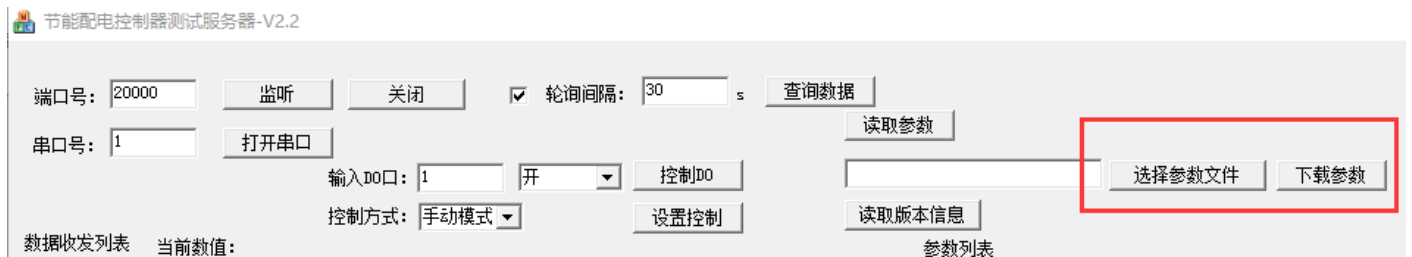 节能配电控制器测试服务器-V2.2
端口号: 20000 监听 关闭 轮询间隔: 30 s 查询数据
读取参数
串口号: 1 打开串口
输入DO口: 1 开 控制DO 选择参数文件 下载参数
控制方式: 手动模式 设置控制 读取版本信息
数据收发列表 当前数值: 参数列表